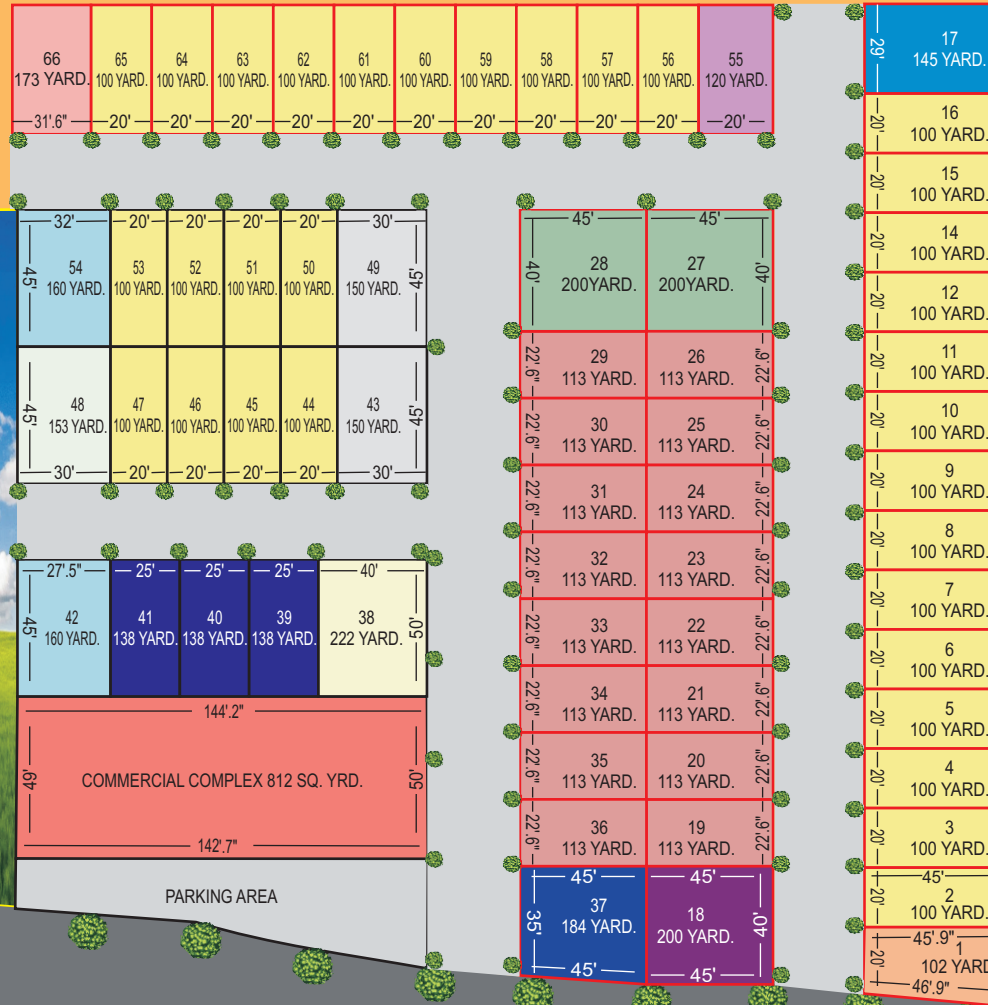 66 65 64 63 62 61 60 59 58 57 56 55
173 YARD. 100 YARD. 100 YARD. 100 YARD. 100 YARD. 100 YARD. 100 YARD. 100 YARD. 100 YARD. 100 YARD. 100 YARD. 120 YARD.
31'.6" 20' 20' 20' 20' 20' 20' 20' 20' 20' 20' 20'
32' 20' 20' 20' 20' 30'
45' 54 53 52 51 50 49 45'
160 YARD. 100 YARD. 100 YARD. 100 YARD. 100 YARD. 150 YARD.
45' 48 47 46 45 44 43 45'
153 YARD. 100 YARD. 100 YARD. 100 YARD. 100 YARD. 150 YARD.
30' 20' 20' 20' 20' 30'
27'.5" 25' 25' 25' 40'
45' 42 41 40 39 38 50'
160 YARD. 138 YARD. 138 YARD. 138 YARD. 222 YARD.
144'.2"
49' COMMERCIAL COMPLEX 812 SQ. YRD. 50'
142'.7"
PARKING AREA
45' 45'
40' 28 27 40'
200YARD. 200YARD.
22'.6" 29 26 22'.6"
113 YARD. 113 YARD.
22'.6" 30 25 22'.6"
113 YARD. 113 YARD.
22'.6" 31 24 22'.6"
113 YARD. 113 YARD.
22'.6" 32 23 22'.6"
113 YARD. 113 YARD.
22'.6" 33 22 22'.6"
113 YARD. 113 YARD.
22'.6" 34 21 22'.6"
113 YARD. 113 YARD.
22'.6" 35 20 22'.6"
113 YARD. 113 YARD.
22'.6" 36 19 22'.6"
113 YARD. 113 YARD.
45' 45'
35' 37 18 40'
184 YARD. 200 YARD.
45' 45'
29' 17
145 YARD.
20' 16
100 YARD.
20' 15
100 YARD.
20' 14
100 YARD.
20' 12
100 YARD.
20' 11
100 YARD.
20' 10
100 YARD.
20' 9
100 YARD.
20' 8
100 YARD.
20' 7
100 YARD.
20' 6
100 YARD.
20' 5
100 YARD.
20' 4
100 YARD.
20' 3
100 YARD.
45'
20' 2
100 YARD.
45'.9"
20' 1
102 YARD
46'.9"